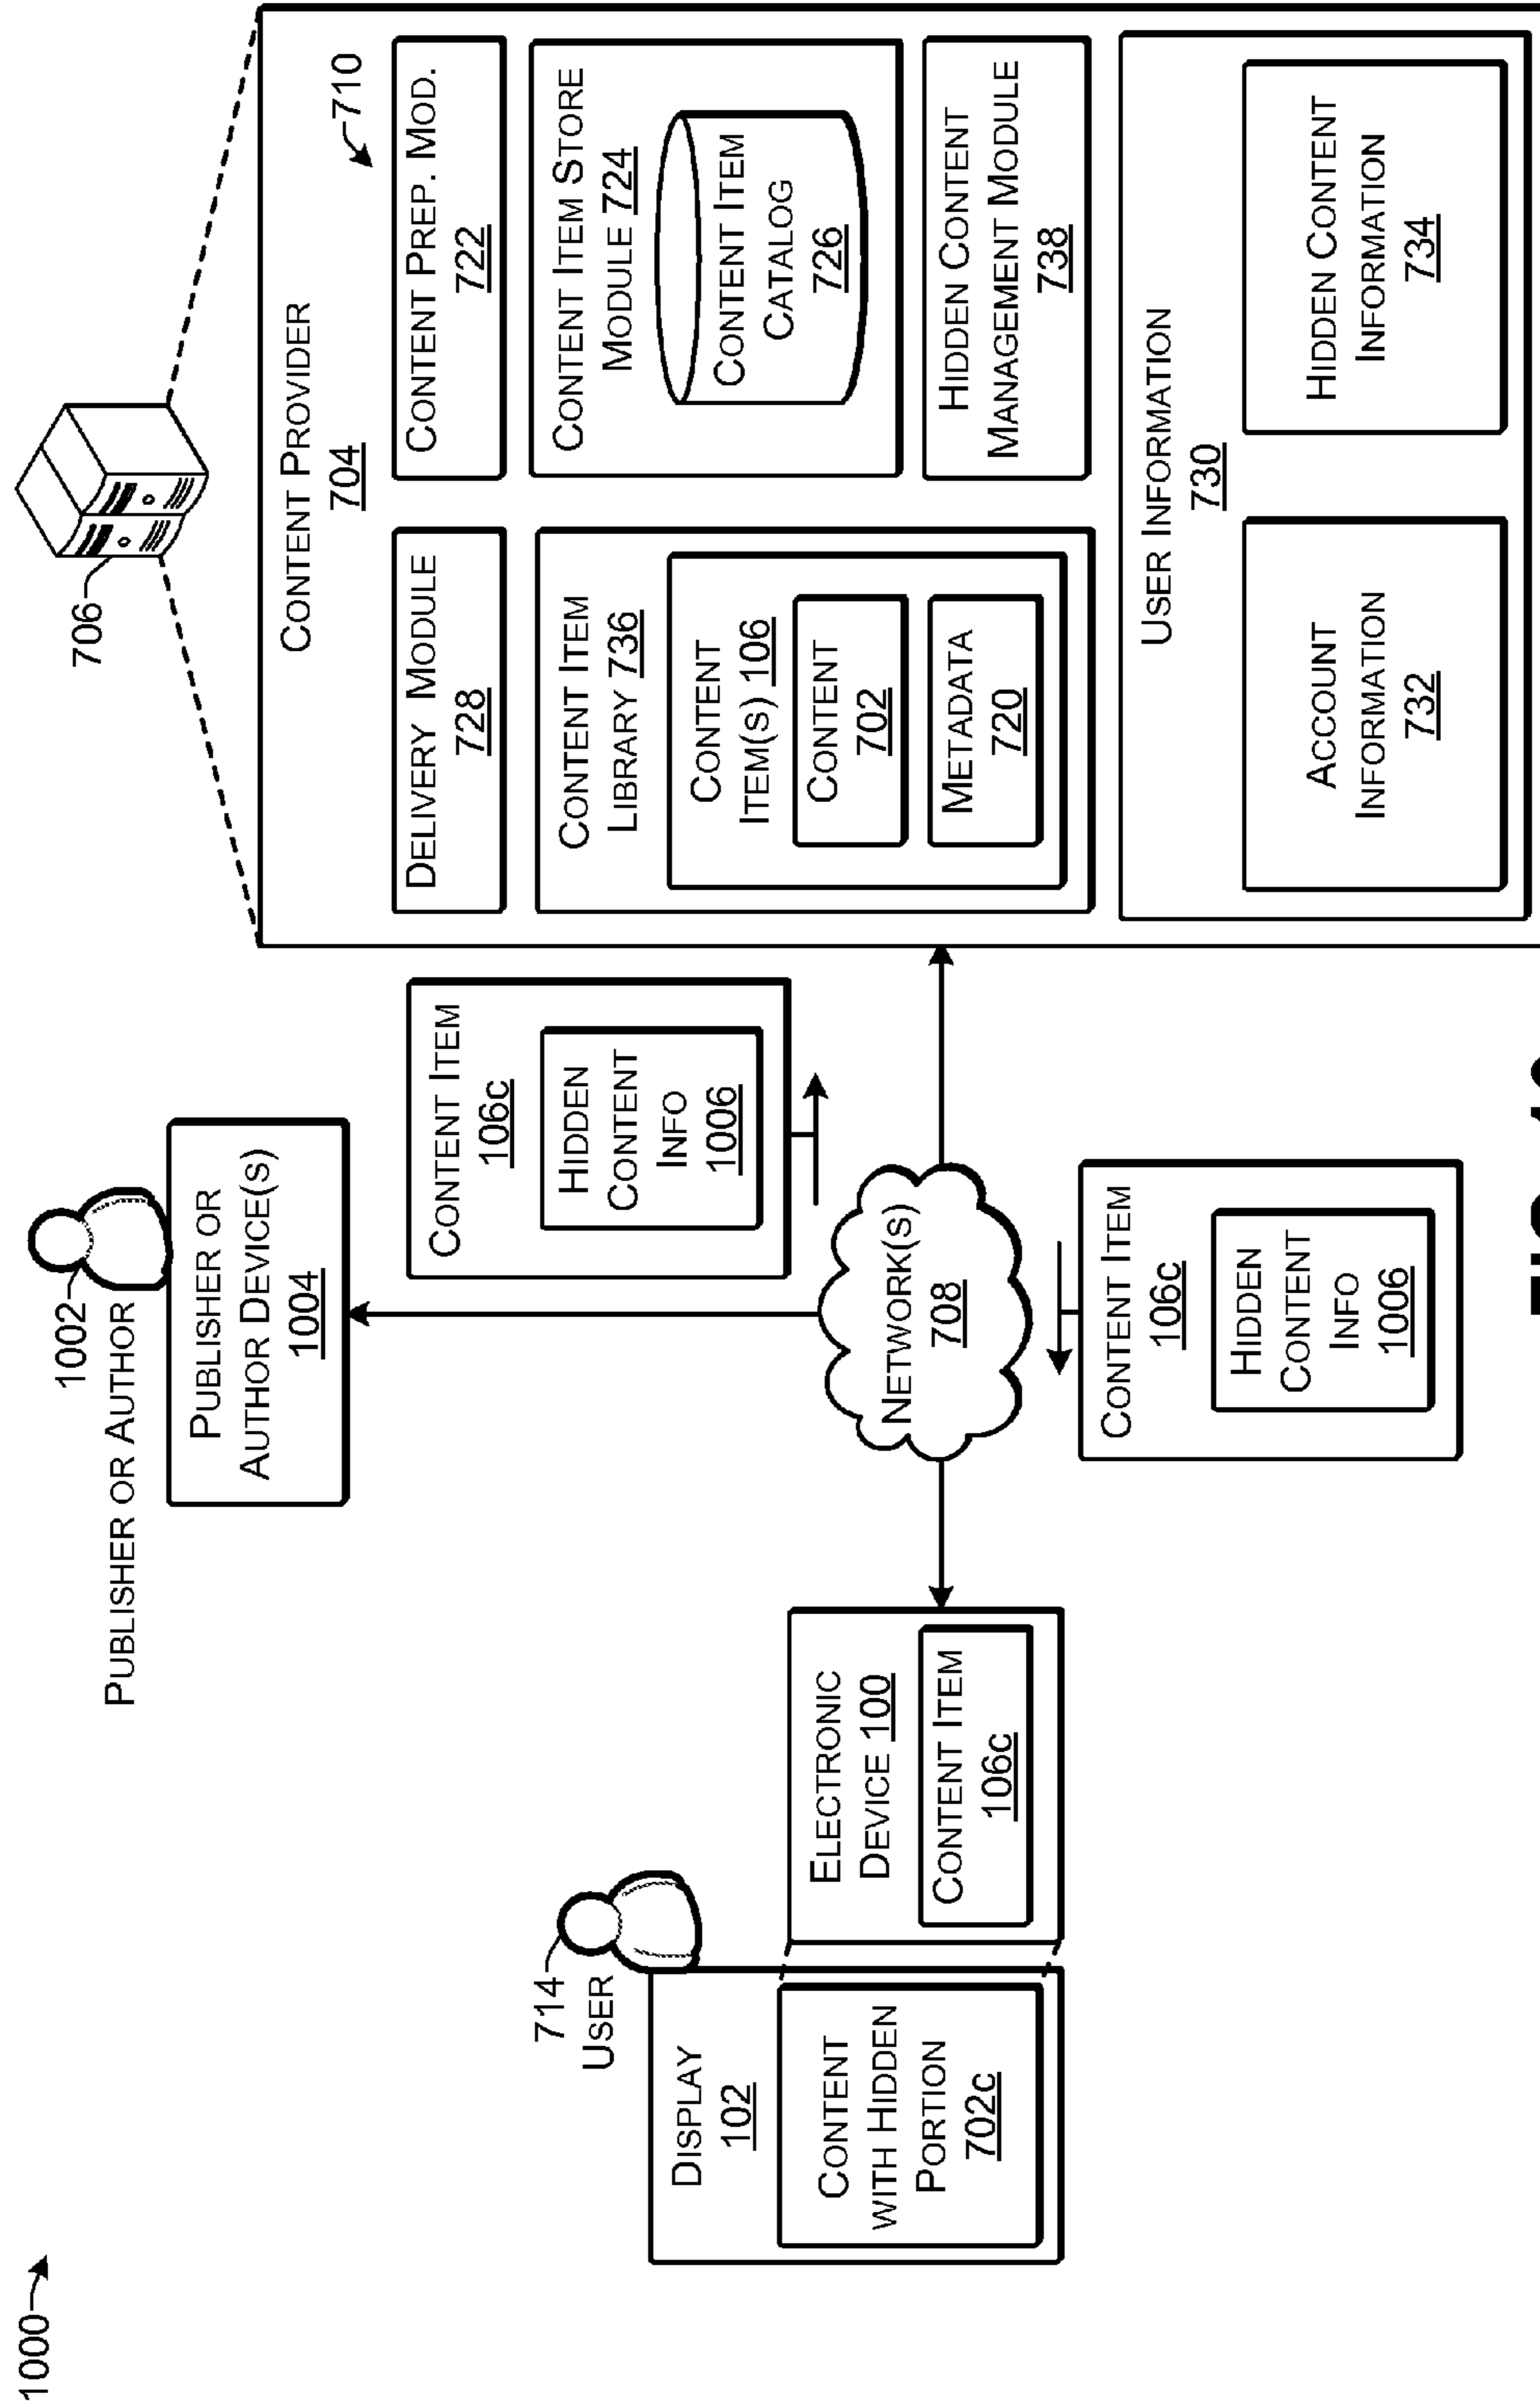 1000
1002
PUBLISHER OR AUTHOR
PUBLISHER OR
AUTHOR DEVICE(S)
1004
706
714
USER
DISPLAY
102
CONTENT
WITH HIDDEN
PORTION
702c
ELECTRONIC
DEVICE 100
CONTENT ITEM
106c
NETWORK(S)
708
CONTENT ITEM
106c
HIDDEN
CONTENT
INFO
1006
CONTENT ITEM
106c
HIDDEN
CONTENT
INFO
1006
CONTENT PROVIDER
704
710
DELIVERY MODULE
728
CONTENT PREP. MOD.
722
CONTENT ITEM
LIBRARY 736
CONTENT
ITEM(S) 106
CONTENT
702
METADATA
720
CONTENT ITEM STORE
MODULE 724
CONTENT ITEM
CATALOG
726
HIDDEN CONTENT
MANAGEMENT MODULE
738
USER INFORMATION
730
ACCOUNT
INFORMATION
732
HIDDEN CONTENT
INFORMATION
734